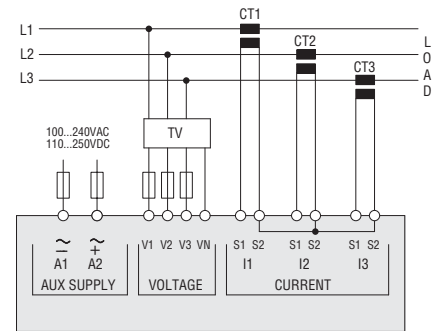 CT1
L1
CT2
L2
CT3
L3
LOAD
100...240VAC
110...250VDC
TV
V1 V2 V3 VN
S1 S2 S1 S2 S1 S2
~ ~
– +
A1 A2
I1 I2 I3
AUX SUPPLY VOLTAGE CURRENT